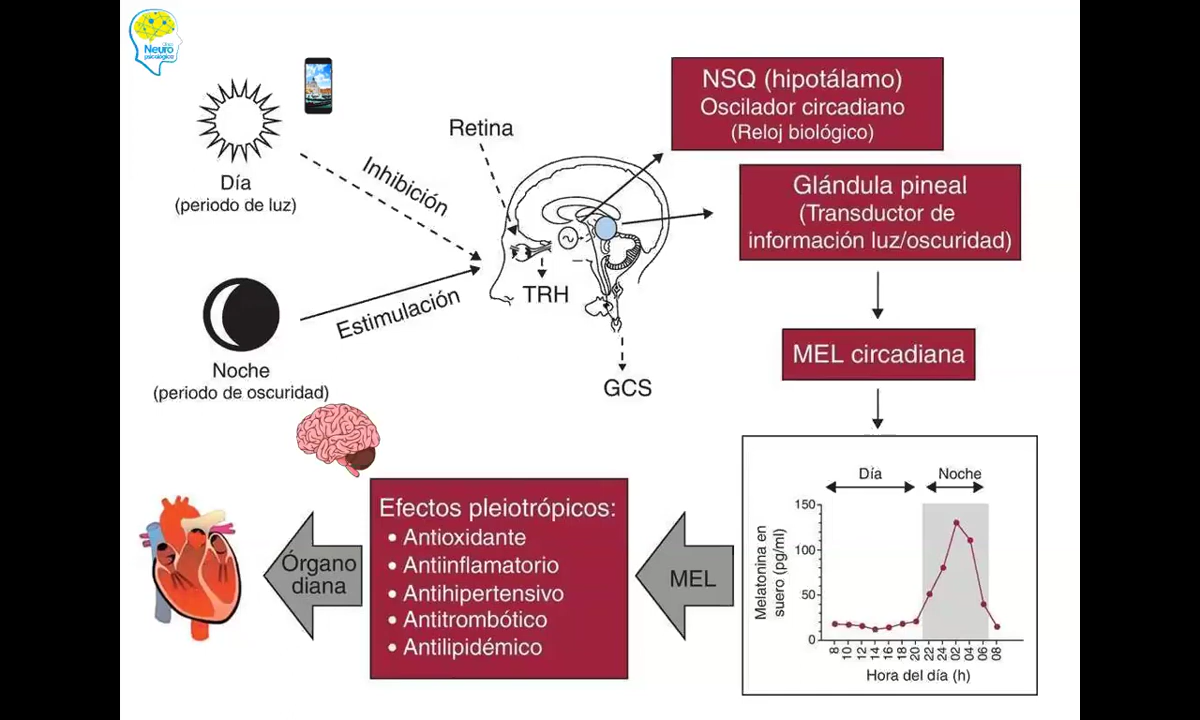 Neuro
psicológica
Día
(periodo de luz)
Inhibición
Retina
NSQ (hipotálamo)
Oscilador circadiano
(Reloj biológico)
Glándula pineal
(Transductor de
información luz/oscuridad)
TRH
Estimulación
Noche
(periodo de oscuridad)
GCS
MEL circadiana
Día
Noche
Melatonina en
suero (pg/ml)
150
100
50
0
8
10
12
14
16
18
20
22
24
02
04
06
08
Hora del día (h)
MEL
Efectos pleiotrópicos:
• Antioxidante
• Antiinflamatorio
• Antihipertensivo
• Antitrombótico
• Antilipidémico
Órgano
diana